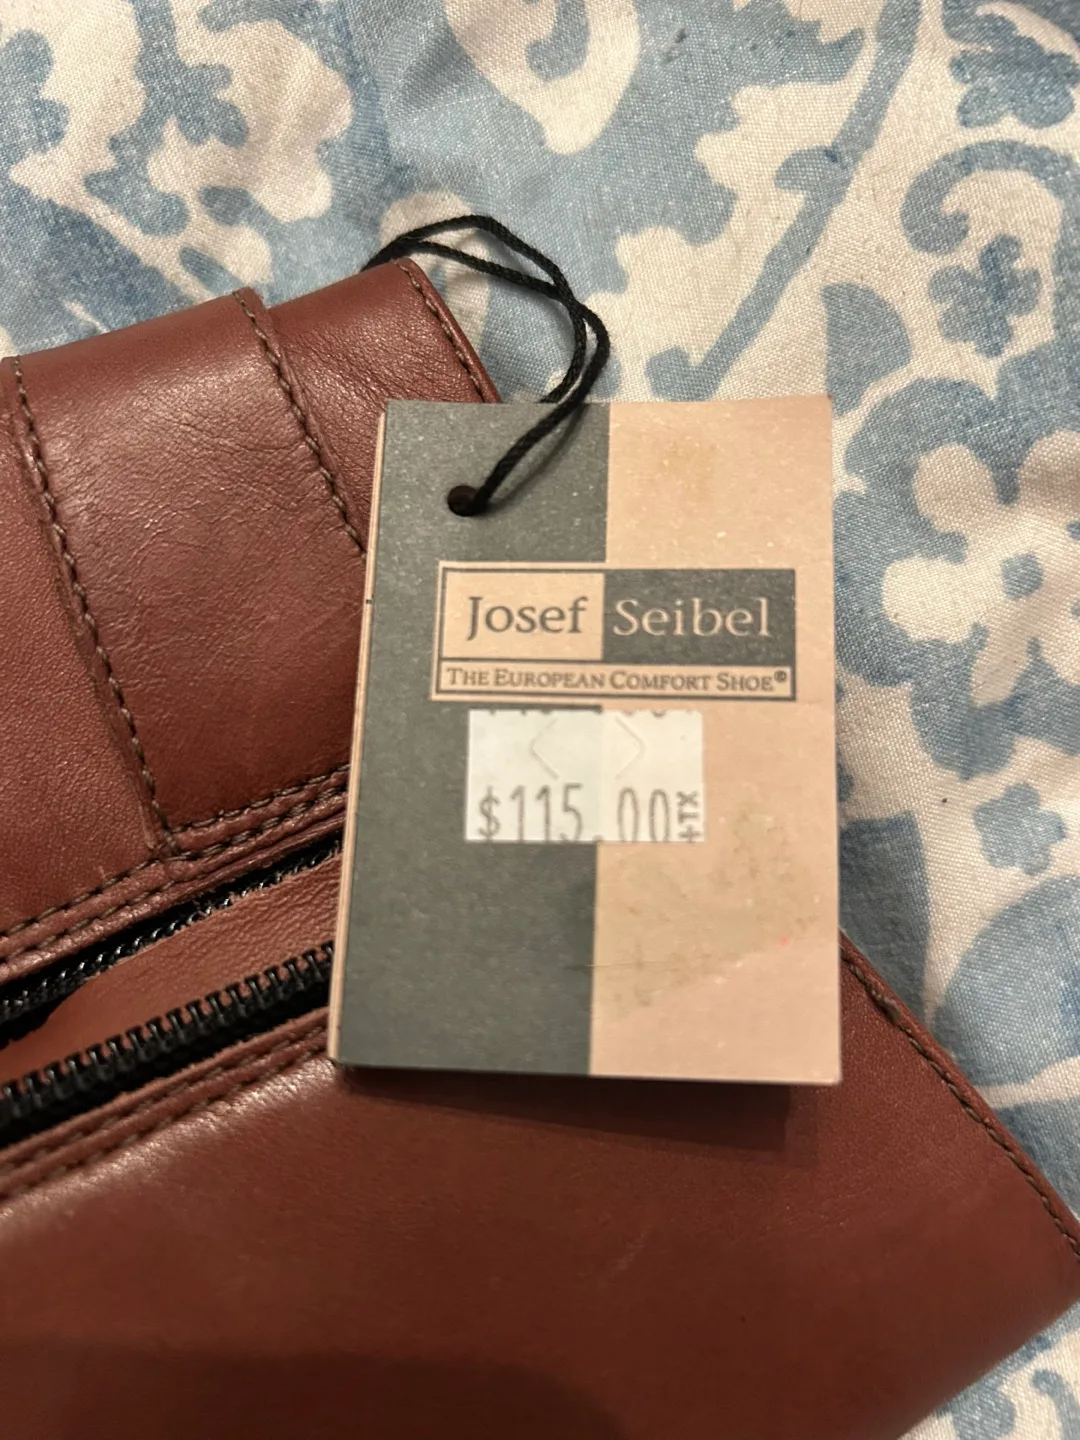 Josef Seibel
THE EUROPEAN COMFORT SHOE®
$115.00+TX